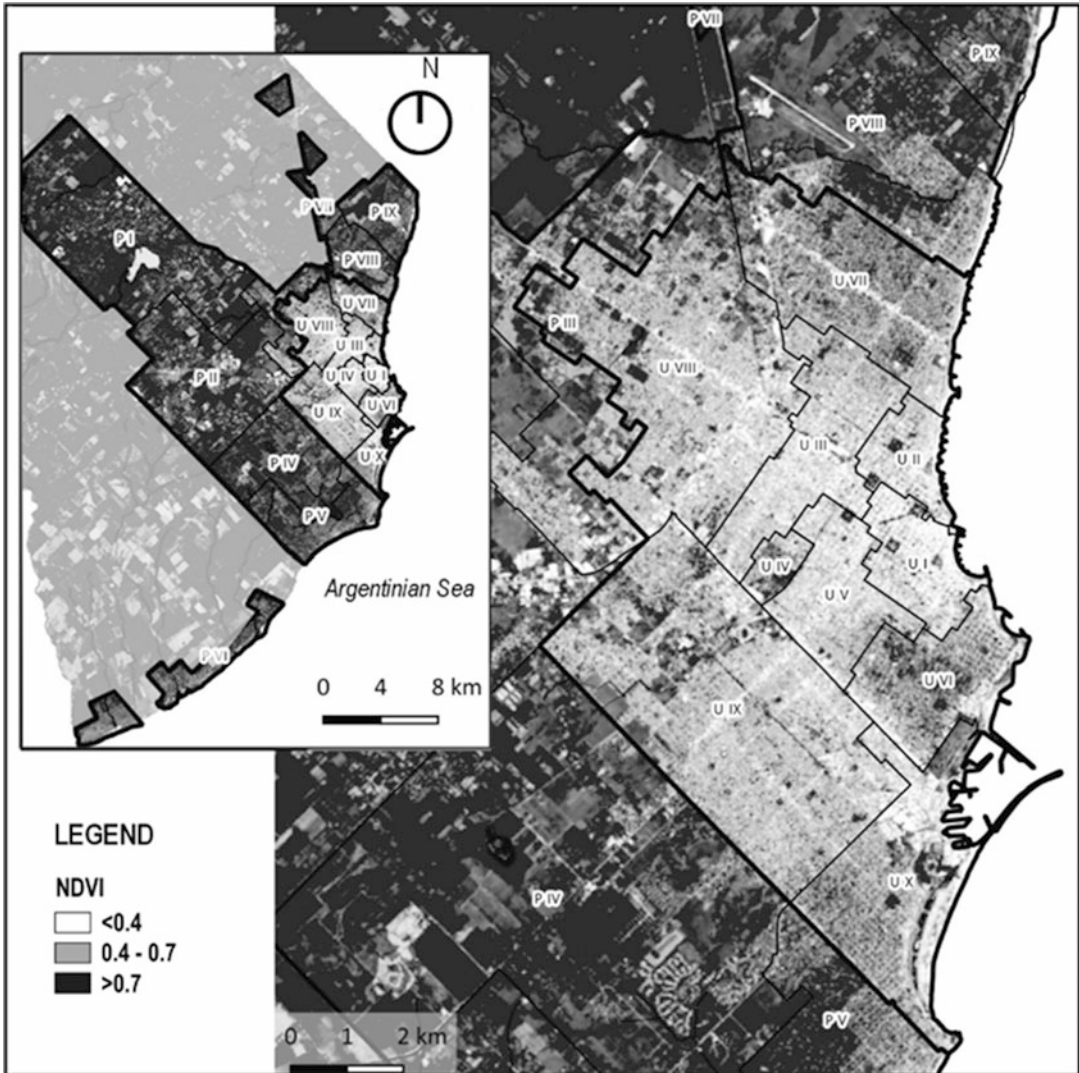 N
P VII
P IX
P I
P VIII
U VII
U VIII
U III
P II
U IV
U I
U VI
U IX
U X
P IV
P V
Argentinian Sea
P VI
0 4 8 km
LEGEND
NDVI
<0.4
0.4 - 0.7
>0.7
P VII
P IX
P VIII
U VII
P III
U VIII
U III
U II
U IV
U I
U V
U VI
U IX
U X
P IV
P V
0 1 2 km